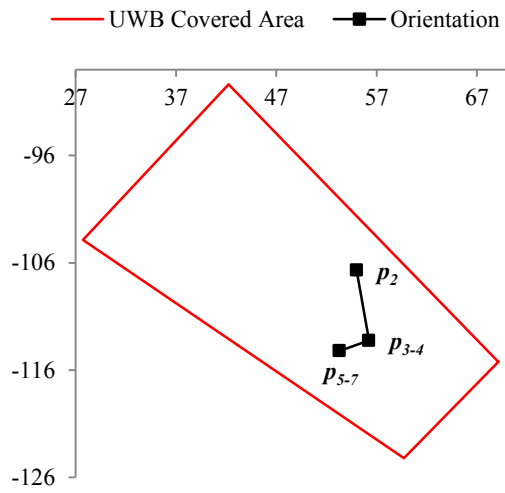 UWB Covered Area Orientation
27 37 47 57 67
-96
-106
p2
p3-4
-116
p5-7
-126